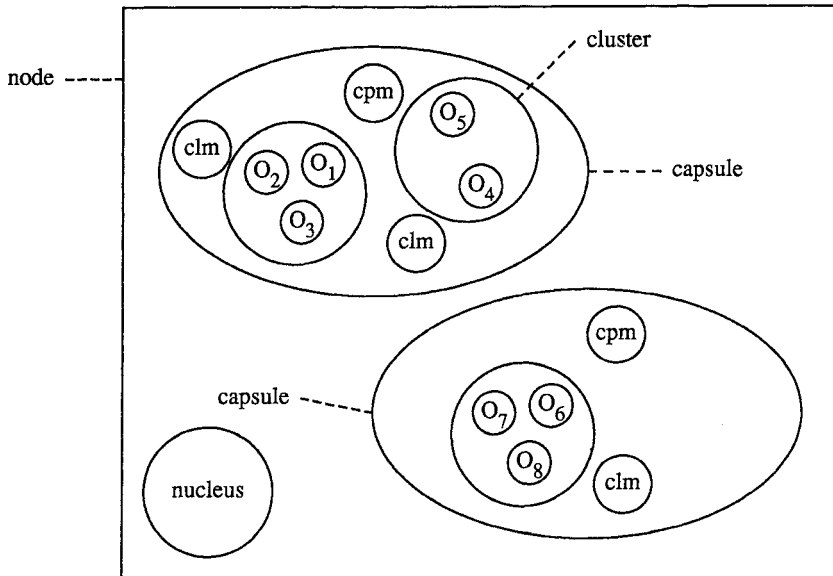 cluster
node
cpm
O5
clm
O2
O1
capsule
O4
O3
clm
cpm
capsule
O7
O6
O8
clm
nucleus